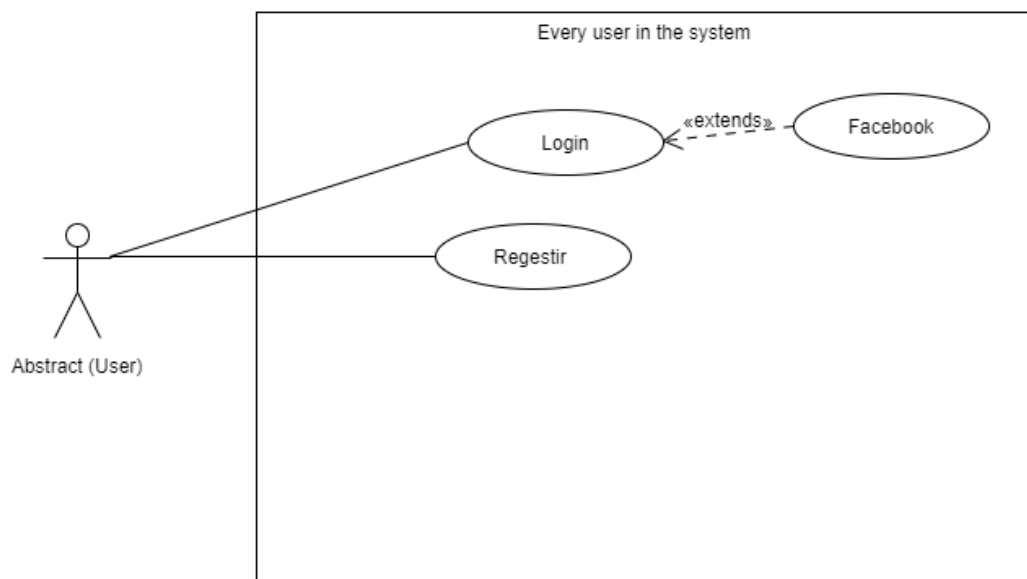 Every user in the system
Login
«extends»
Facebook
Regestir
Abstract (User)